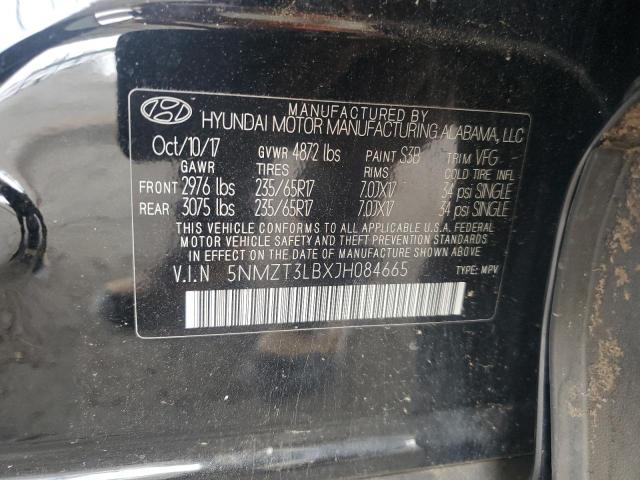 MANUFACTURED BY
HYUNDAI MOTOR MANUFACTURING ALABAMA, LLC
Oct/10/17 GVWR 4872 lbs PAINT S3B TRIM VFG
GAWR TIRES RIMS COLD TIRE INFL
FRONT 2976 lbs 235/65R17 7.0JX17 34 psi SINGLE
REAR 3075 lbs 235/65R17 7.0JX17 34 psi SINGLE
THIS VEHICLE CONFORMS TO ALL APPLICABLE U.S.A. FEDERAL
MOTOR VEHICLE SAFETY AND THEFT PREVENTION STANDARDS
IN EFFECT ON THE DATE OF MANUFACTURE SHOWN ABOVE.
V.I.N 5NMZT3LBXJH084665 TYPE: MPV